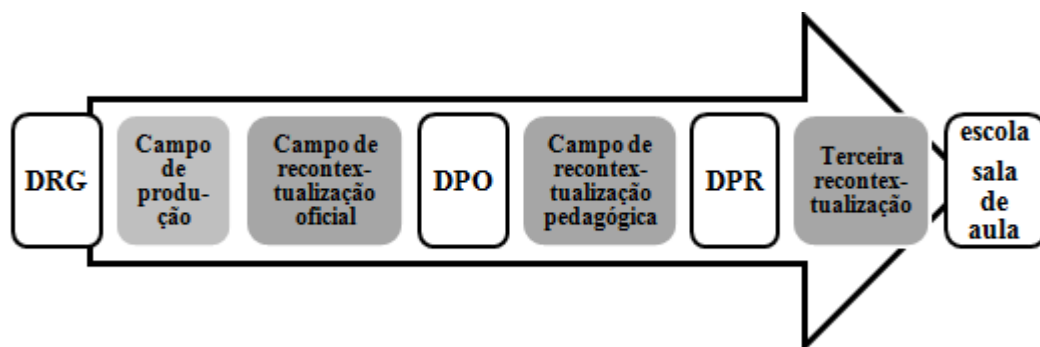 DRG
Campo
de
produ-
ção
Campo de
recontex-
tualização
oficial
DPO
Campo de
recontex-
tualização
pedagógica
DPR
Terceira
recontex-
tualização
escola
sala
de
aula